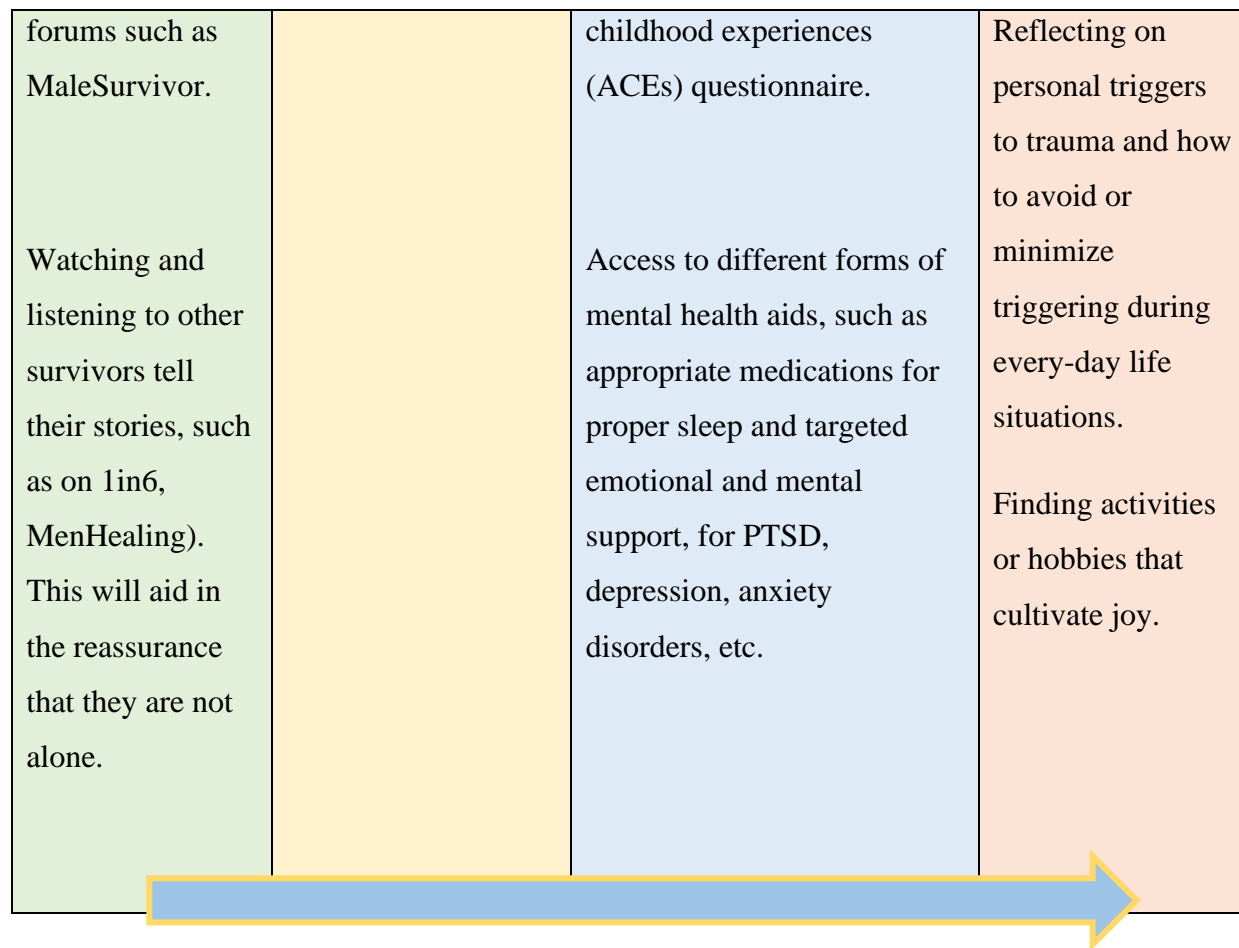 forums such as
MaleSurvivor.
Watching and
listening to other
survivors tell
their stories, such
as on 1in6,
MenHealing).
This will aid in
the reassurance
that they are not
alone.
childhood experiences
(ACEs) questionnaire.
Access to different forms of
mental health aids, such as
appropriate medications for
proper sleep and targeted
emotional and mental
support, for PTSD,
depression, anxiety
disorders, etc.
Reflecting on
personal triggers
to trauma and how
to avoid or
minimize
triggering during
every-day life
situations.
Finding activities
or hobbies that
cultivate joy.